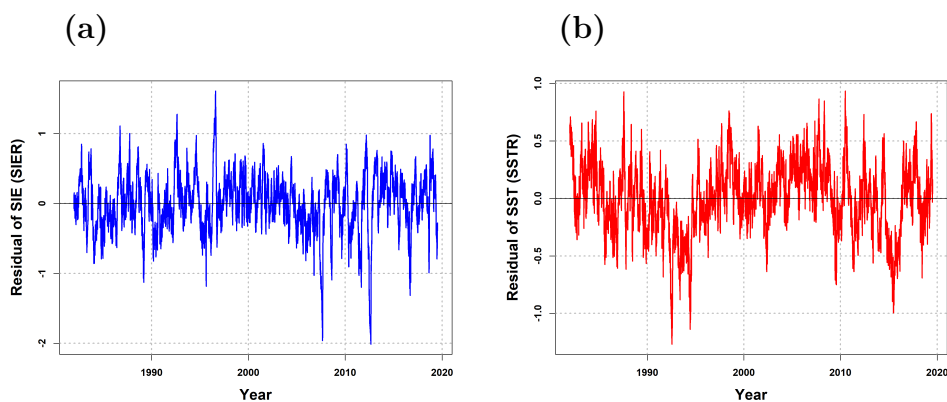 (a)
Residual of SIE (SIER)
1
0
-1
-2
1990
2000
2010
2020
Year
(b)
Residual of SST (SSTR)
1.0
0.5
0.0
-0.5
-1.0
1990
2000
2010
2020
Year